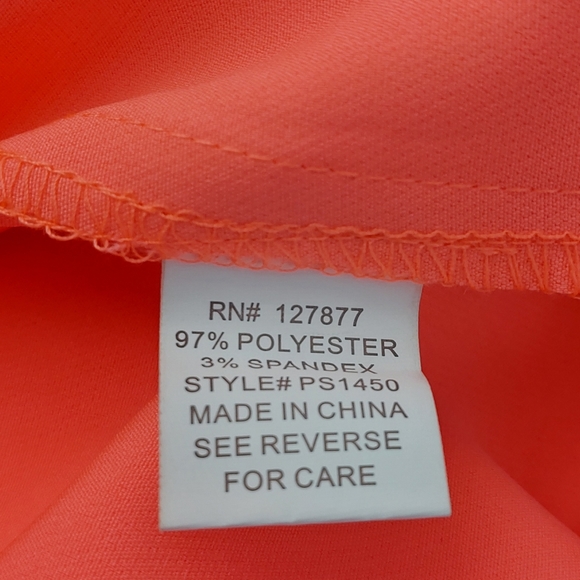 RN# 127877
97% POLYESTER
3% SPANDEX
STYLE# PS1450
MADE IN CHINA
SEE REVERSE
FOR CARE